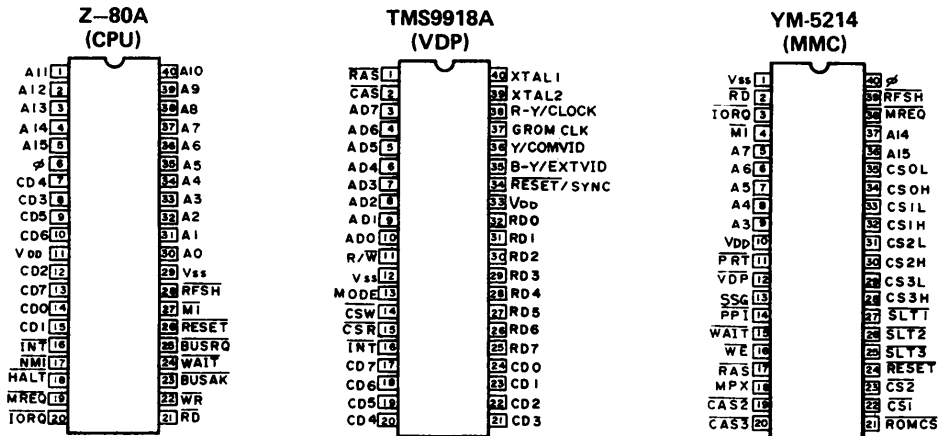 Z-80A
(CPU)
A11 1 40 A10
A12 2 39 A9
A13 3 38 A8
A14 4 37 A7
A15 5 36 A6
ø 6 35 A5
CD4 7 34 A4
CD3 8 33 A3
CD5 9 32 A2
CD6 10 31 A1
VDD 11 30 A0
CD2 12 29 Vss
CD7 13 28 RFSH
CD0 14 27 M1
CD1 15 26 RESET
INT 16 25 BUSRQ
NMI 17 24 WAIT
HALT 18 23 BUSAK
MREQ 19 22 WR
IORQ 20 21 RD
TMS9918A
(VDP)
RAS 1 40 XTAL1
CAS 2 39 XTAL2
AD7 3 38 R-Y/CLOCK
AD6 4 37 GROM CLK
AD5 5 36 Y/COMVID
AD4 6 35 B-Y/EXTVID
AD3 7 34 RESET/SYNC
AD2 8 33 VDD
AD1 9 32 RD0
AD0 10 31 RD1
R/W 11 30 RD2
Vss 12 29 RD3
MODE 13 28 RD4
CSW 14 27 RD5
CSR 15 26 RD6
INT 16 25 RD7
CD7 17 24 CD0
CD6 18 23 CD1
CD5 19 22 CD2
CD4 20 21 CD3
YM-5214
(MMC)
Vss 1 40 ø
RD 2 39 RFSH
IORQ 3 38 MREQ
M1 4 37 A14
A7 5 36 A15
A6 6 35 CS0L
A5 7 34 CS0H
A4 8 33 CS1L
A3 9 32 CS1H
VDD 10 31 CS2L
PRT 11 30 CS2H
VDP 12 29 CS3L
SSG 13 28 CS3H
PPI 14 27 SLT1
WAIT 15 26 SLT2
WE 16 25 SLT3
RAS 17 24 RESET
MPX 18 23 CS2
CAS2 19 22 CS1
CAS3 20 21 ROMCS